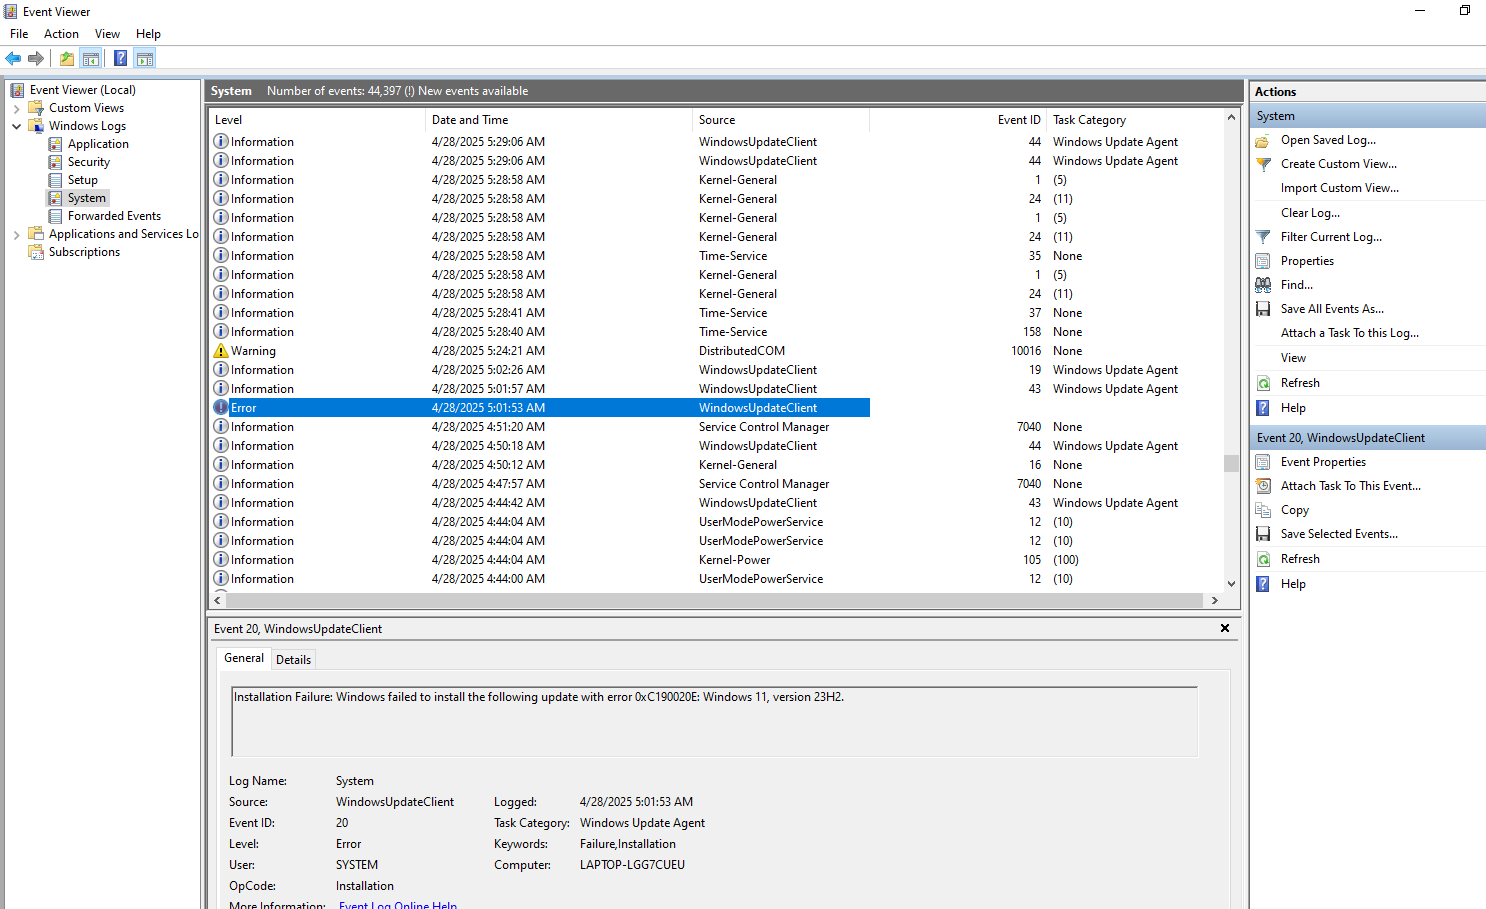 Event Viewer
File Action View Help
Event Viewer (Local)
Custom Views
Windows Logs
Application
Security
Setup
System
Forwarded Events
Applications and Services Lo
Subscriptions
System Number of events: 44,397 (!) New events available
Level Date and Time Source Event ID Task Category
Information 4/28/2025 5:29:06 AM WindowsUpdateClient 44 Windows Update Agent
Information 4/28/2025 5:29:06 AM WindowsUpdateClient 44 Windows Update Agent
Information 4/28/2025 5:28:58 AM Kernel-General 1 (5)
Information 4/28/2025 5:28:58 AM Kernel-General 24 (11)
Information 4/28/2025 5:28:58 AM Kernel-General 1 (5)
Information 4/28/2025 5:28:58 AM Kernel-General 24 (11)
Information 4/28/2025 5:28:58 AM Time-Service 35 None
Information 4/28/2025 5:28:58 AM Kernel-General 1 (5)
Information 4/28/2025 5:28:58 AM Kernel-General 24 (11)
Information 4/28/2025 5:28:41 AM Time-Service 37 None
Information 4/28/2025 5:28:40 AM Time-Service 158 None
Warning 4/28/2025 5:24:21 AM DistributedCOM 10016 None
Information 4/28/2025 5:02:26 AM WindowsUpdateClient 19 Windows Update Agent
Information 4/28/2025 5:01:57 AM WindowsUpdateClient 43 Windows Update Agent
Error 4/28/2025 5:01:53 AM WindowsUpdateClient
Information 4/28/2025 4:51:20 AM Service Control Manager 7040 None
Information 4/28/2025 4:50:18 AM WindowsUpdateClient 44 Windows Update Agent
Information 4/28/2025 4:50:12 AM Kernel-General 16 None
Information 4/28/2025 4:47:57 AM Service Control Manager 7040 None
Information 4/28/2025 4:44:42 AM WindowsUpdateClient 43 Windows Update Agent
Information 4/28/2025 4:44:04 AM UserModePowerService 12 (10)
Information 4/28/2025 4:44:04 AM UserModePowerService 12 (10)
Information 4/28/2025 4:44:04 AM Kernel-Power 105 (100)
Information 4/28/2025 4:44:00 AM UserModePowerService 12 (10)
Event 20, WindowsUpdateClient
General Details
Installation Failure: Windows failed to install the following update with error 0xC190020E: Windows 11, version 23H2.
Log Name: System
Source: WindowsUpdateClient Logged: 4/28/2025 5:01:53 AM
Event ID: 20 Task Category: Windows Update Agent
Level: Error Keywords: Failure,Installation
User: SYSTEM Computer: LAPTOP-LGG7CUEU
OpCode: Installation
More Information: Event Log Online Help
Actions
System
Open Saved Log...
Create Custom View...
Import Custom View...
Clear Log...
Filter Current Log...
Properties
Find...
Save All Events As...
Attach a Task To this Log...
View
Refresh
Help
Event 20, WindowsUpdateClient
Event Properties
Attach Task To This Event...
Copy
Save Selected Events...
Refresh
Help